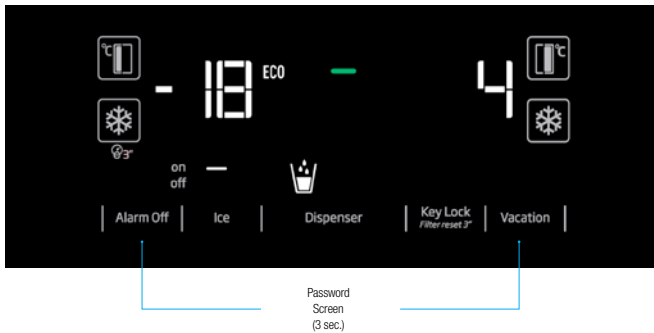 °C
- 18 ECO
4
°C
3"
on
off
Alarm Off
Ice
Dispenser
Key Lock
Filter reset 3"
Vacation
Password
Screen
(3 sec.)